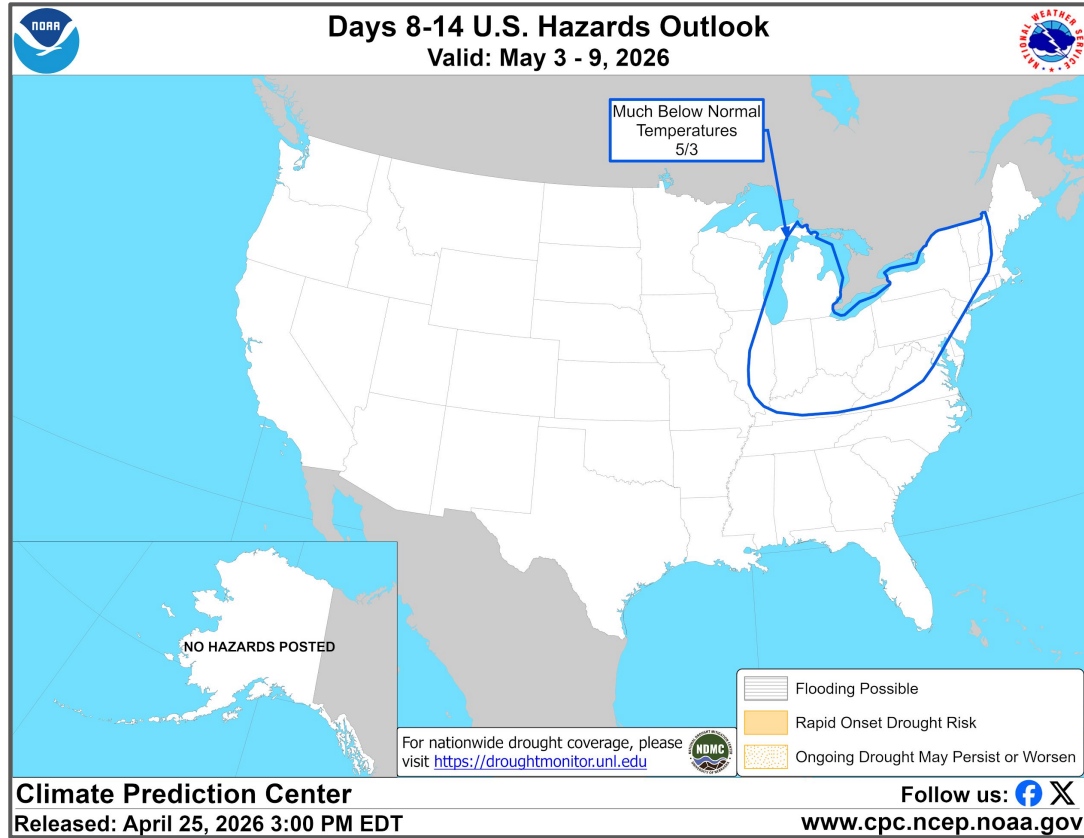 NOAA
Days 8-14 U.S. Hazards Outlook
Valid: May 3 - 9, 2026
NATIONAL WEATHER SERVICE
Much Below Normal
Temperatures
5/3
NO HAZARDS POSTED
For nationwide drought coverage, please
visit https://droughtmonitor.unl.edu
NDMC
Flooding Possible
Rapid Onset Drought Risk
Ongoing Drought May Persist or Worsen
Climate Prediction Center
Released: April 25, 2026 3:00 PM EDT
Follow us:
www.cpc.ncep.noaa.gov